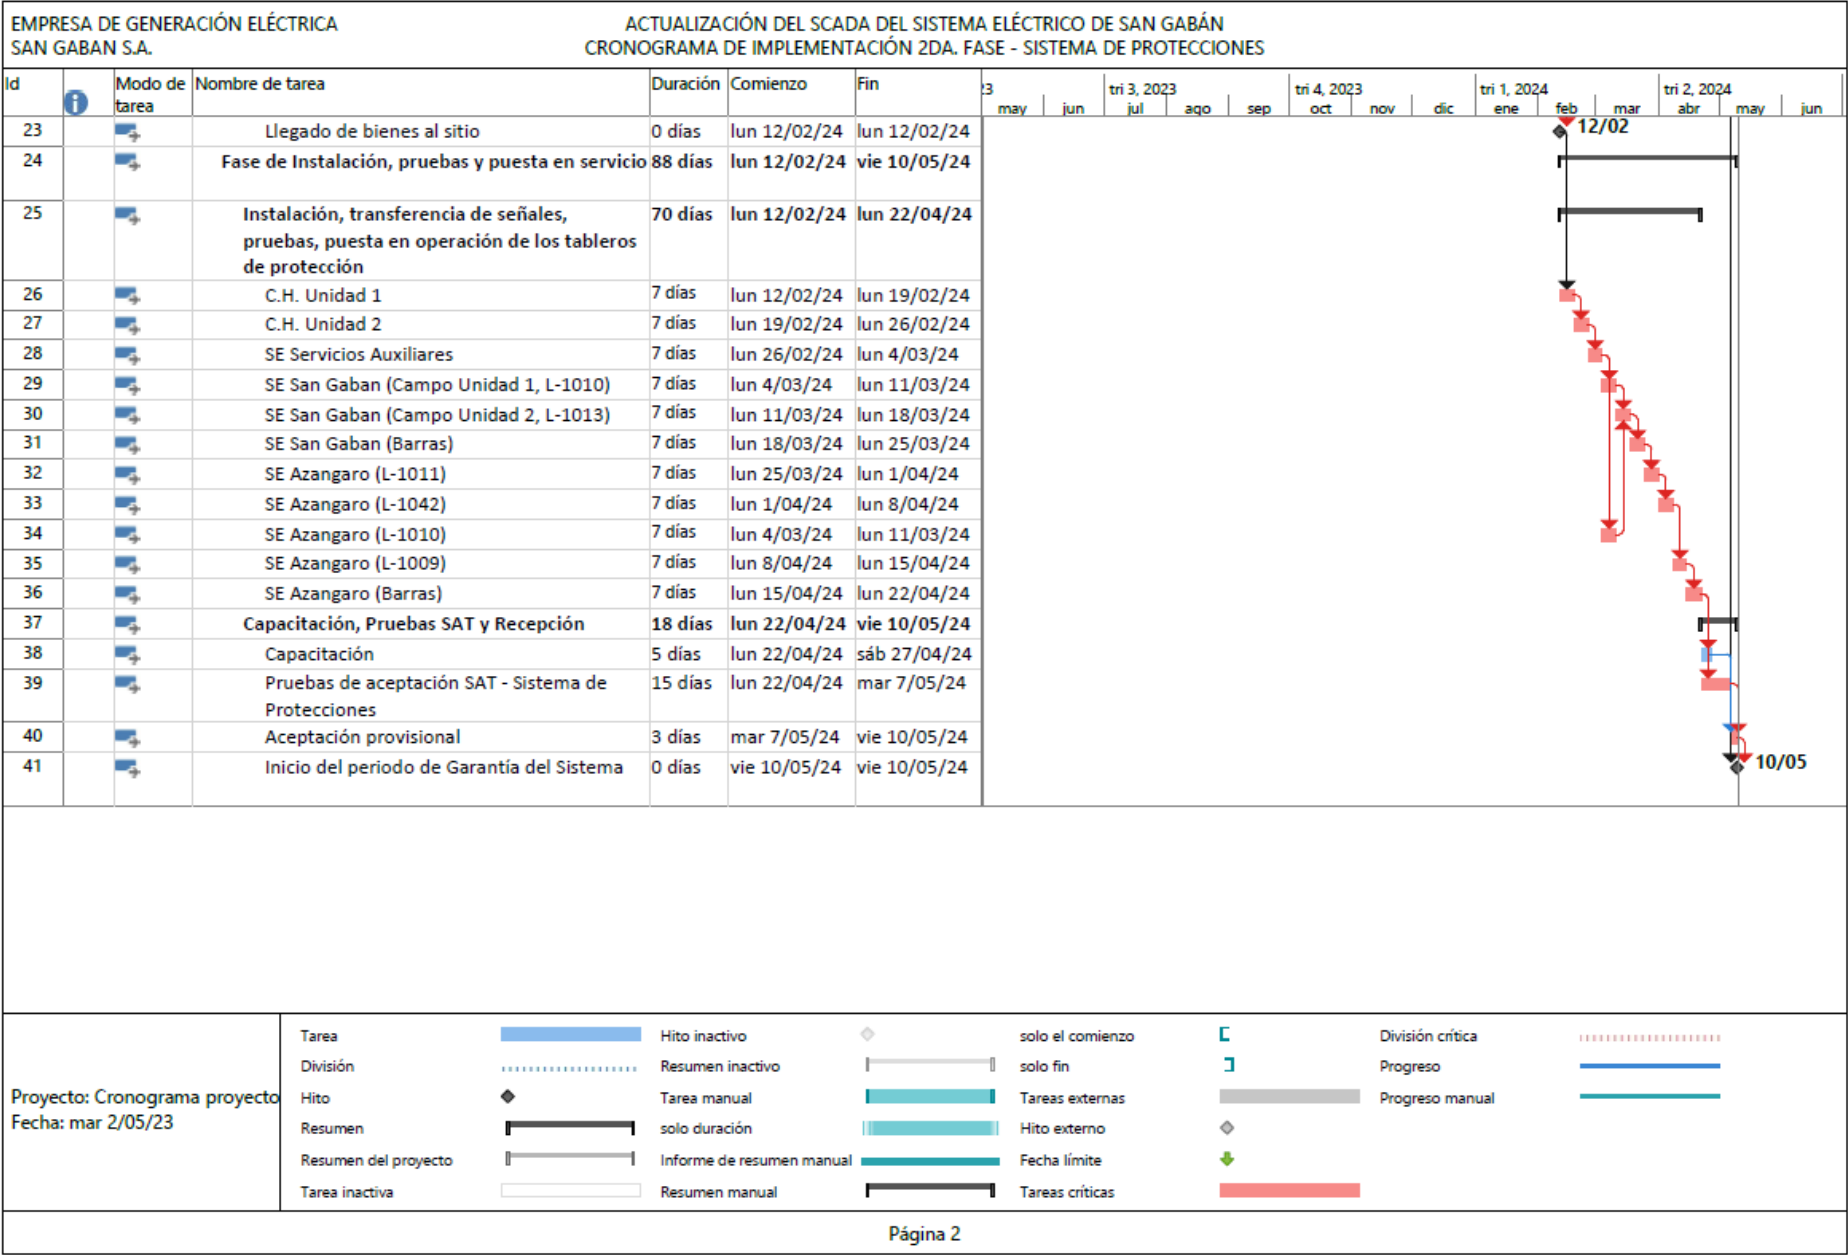 EMPRESA DE GENERACIÓN ELÉCTRICA
SAN GABAN S.A.
ACTUALIZACIÓN DEL SCADA DEL SISTEMA ELÉCTRICO DE SAN GABÁN
CRONOGRAMA DE IMPLEMENTACIÓN 2DA. FASE - SISTEMA DE PROTECCIONES
Id Modo de tarea Nombre de tarea Duración Comienzo Fin
23 tri 3, 2023 tri 4, 2023 tri 1, 2024 tri 2, 2024
may jun jul ago sep oct nov dic ene feb mar abr may jun
23 Llegado de bienes al sitio 0 días lun 12/02/24 lun 12/02/24 12/02
24 Fase de Instalación, pruebas y puesta en servicio 88 días lun 12/02/24 vie 10/05/24
25 Instalación, transferencia de señales, 70 días lun 12/02/24 lun 22/04/24
pruebas, puesta en operación de los tableros
de protección
26 C.H. Unidad 1 7 días lun 12/02/24 lun 19/02/24
27 C.H. Unidad 2 7 días lun 19/02/24 lun 26/02/24
28 SE Servicios Auxiliares 7 días lun 26/02/24 lun 4/03/24
29 SE San Gaban (Campo Unidad 1, L-1010) 7 días lun 4/03/24 lun 11/03/24
30 SE San Gaban (Campo Unidad 2, L-1013) 7 días lun 11/03/24 lun 18/03/24
31 SE San Gaban (Barras) 7 días lun 18/03/24 lun 25/03/24
32 SE Azangaro (L-1011) 7 días lun 25/03/24 lun 1/04/24
33 SE Azangaro (L-1042) 7 días lun 1/04/24 lun 8/04/24
34 SE Azangaro (L-1010) 7 días lun 4/03/24 lun 11/03/24
35 SE Azangaro (L-1009) 7 días lun 8/04/24 lun 15/04/24
36 SE Azangaro (Barras) 7 días lun 15/04/24 lun 22/04/24
37 Capacitación, Pruebas SAT y Recepción 18 días lun 22/04/24 vie 10/05/24
38 Capacitación 5 días lun 22/04/24 sáb 27/04/24
39 Pruebas de aceptación SAT - Sistema de 15 días lun 22/04/24 mar 7/05/24
Protecciones
40 Aceptación provisional 3 días mar 7/05/24 vie 10/05/24
41 Inicio del periodo de Garantía del Sistema 0 días vie 10/05/24 vie 10/05/24 10/05
Proyecto: Cronograma proyecto
Fecha: mar 2/05/23
Tarea Hito inactivo solo el comienzo División crítica
División Resumen inactivo solo fin Progreso
Hito Tarea manual Tareas externas Progreso manual
Resumen solo duración Hito externo
Resumen del proyecto Informe de resumen manual Fecha límite
Tarea inactiva Resumen manual Tareas críticas
Página 2